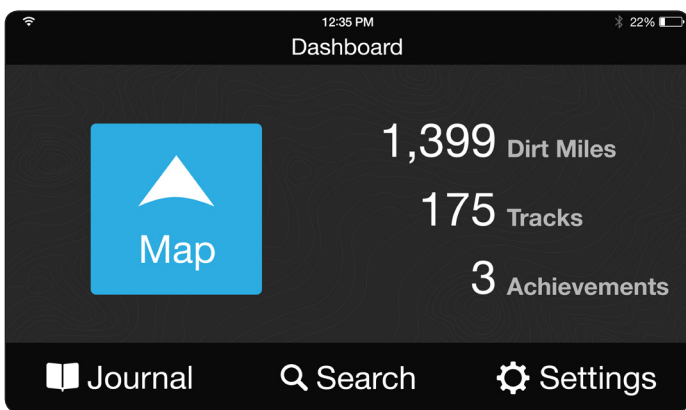 12:35 PM
22%
Dashboard
1,399 Dirt Miles
175 Tracks
3 Achievements
Map
Journal
Search
Settings